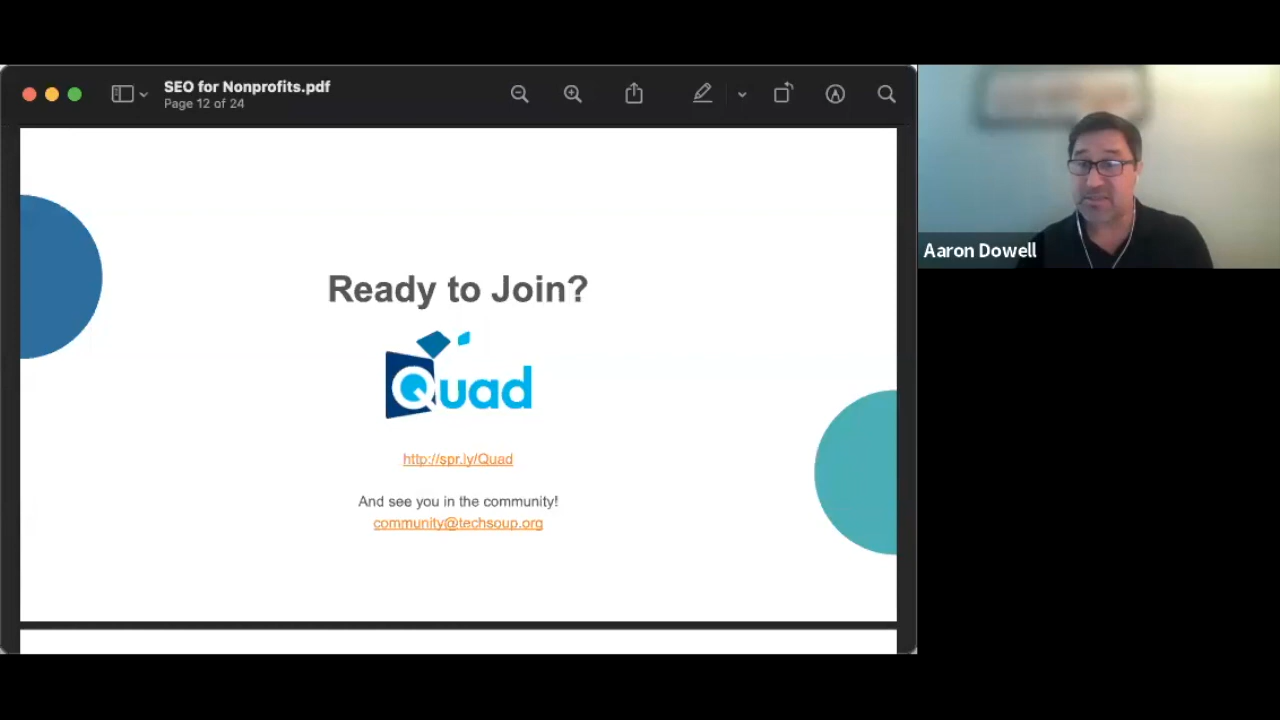 SEO for Nonprofits.pdf
Page 12 of 24
Ready to Join?
Quad
http://spr.ly/Quad
And see you in the community!
community@techsoup.org
Aaron Dowell